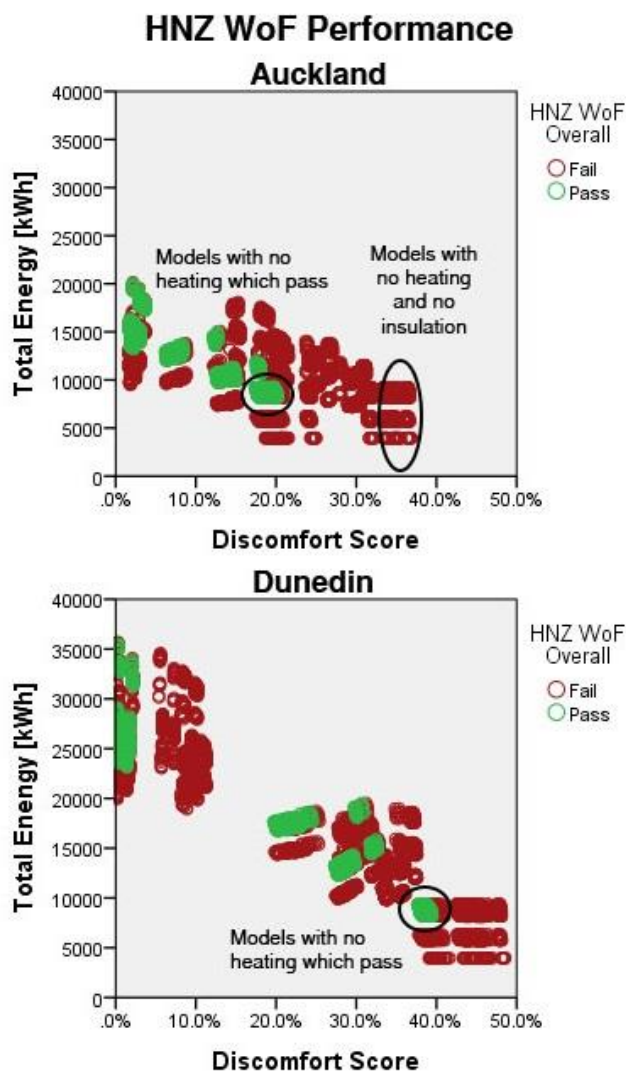 HNZ WoF Performance
Auckland
40000
35000
30000
25000
20000
15000
10000
5000
0
Total Energy [kWh]
.0%
10.0%
20.0%
30.0%
40.0%
50.0%
Discomfort Score
Models with no
heating which pass
Models with
no heating
and no
insulation
HNZ WoF
Overall
Fail
Pass
Dunedin
40000
35000
30000
25000
20000
15000
10000
5000
0
Total Energy [kWh]
.0%
10.0%
20.0%
30.0%
40.0%
50.0%
Discomfort Score
Models with no
heating which pass
HNZ WoF
Overall
Fail
Pass